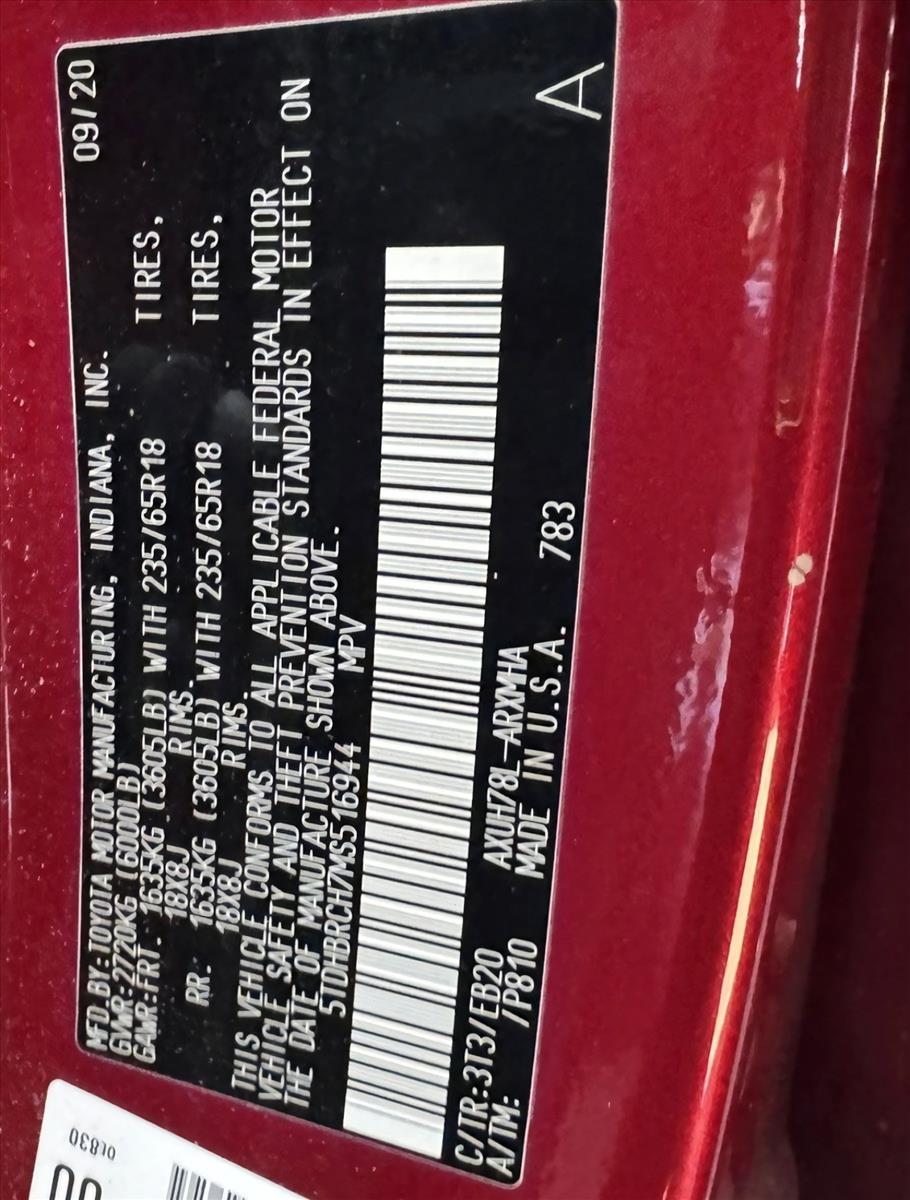 MFD.BY:TOYOTA MOTOR MANUFACTURING, INDIANA, INC. 09/20
GVWR:2720KG (6000LB)
GAWR:FRT. 1635KG (3605LB) WITH 235/65R18 TIRES,
18X8J RIMS.
RR. 1635KG (3605LB) WITH 235/65R18 TIRES,
18X8J RIMS.
THIS VEHICLE CONFORMS TO ALL APPLICABLE FEDERAL MOTOR
VEHICLE SAFETY AND THEFT PREVENTION STANDARDS IN EFFECT ON
THE DATE OF MANUFACTURE SHOWN ABOVE.
5TDHBRCH7MS516944 MPV
C/TR:3T3/EB20 AXUH78L-ARXMHA
A/TM: /P810 MADE IN U.S.A. 783 A
0L830